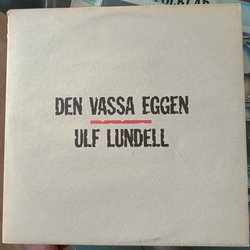 DEN VASSA EGGEN
ULF LUNDELL